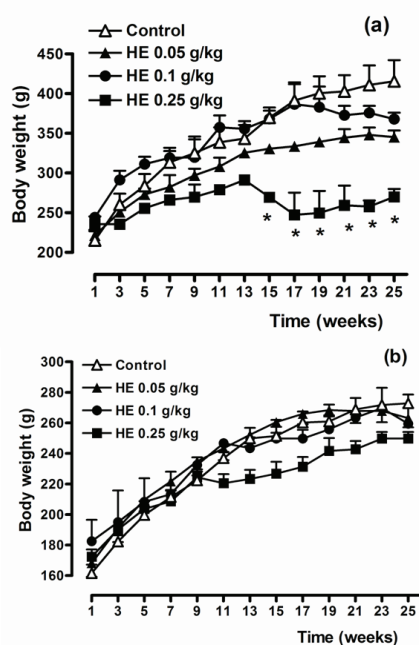 (a)
Control
HE 0.05 g/kg
HE 0.1 g/kg
HE 0.25 g/kg
Body weight (g)
450
400
350
300
250
200
* * * * * *
1 3 5 7 9 11 13 15 17 19 21 23 25
Time (weeks)
(b)
Control
HE 0.05 g/kg
HE 0.1 g/kg
HE 0.25 g/kg
Body weight (g)
300
280
260
240
220
200
180
160
1 3 5 7 9 11 13 15 17 19 21 23 25
Time (weeks)